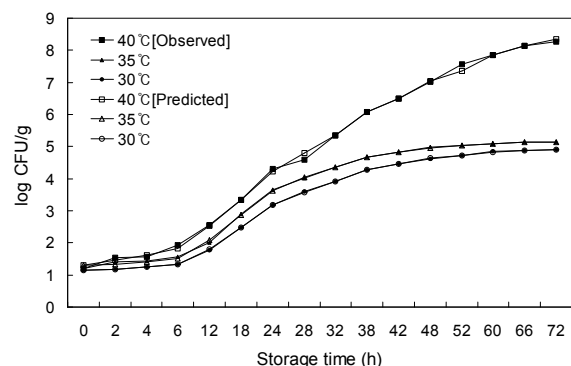 9
8
7
6
5
4
3
2
1
0
40℃[Observed]
35℃
30℃
40℃[Predicted]
35℃
30℃
log CFU/g
0 2 4 6 12 18 24 28 32 38 42 48 52 60 66 72
Storage time (h)